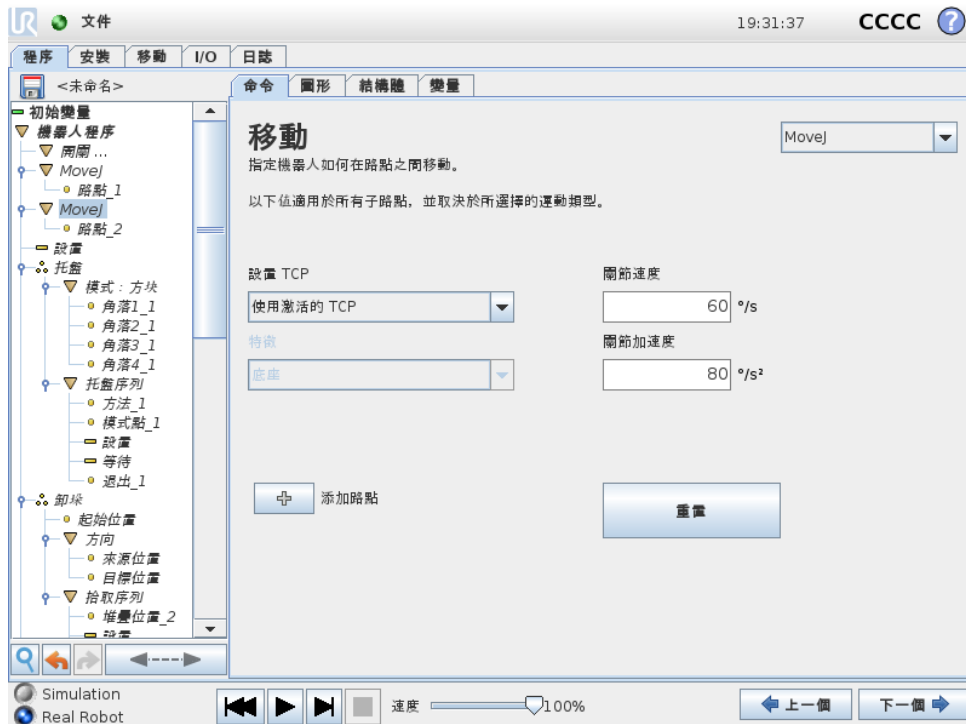 UR 文件 19:31:37 CCCC ?
程序 安裝 移動 I/O 日誌
<未命名>
命令 圖形 結構體 變量
初始變量
機器人程序
開關 ...
MoveJ
路點_1
MoveJ
路點_2
設置
托盤
模式：方块
角落1_1
角落2_1
角落3_1
角落4_1
托盤序列
方法_1
模式點_1
設置
等待
退出_1
卸垛
起始位置
方向
來源位置
目標位置
拾取序列
堆疊位置_2
設置
移動
MoveJ
指定機器人如何在路點之間移動。
以下值適用於所有子路點，並取決於所選擇的運動類型。
設置 TCP
使用激活的 TCP
特徵
底座
關節速度
60 °/s
關節加速度
80 °/s²
添加路點
重置
Simulation
Real Robot
速度 100%
上一個
下一個